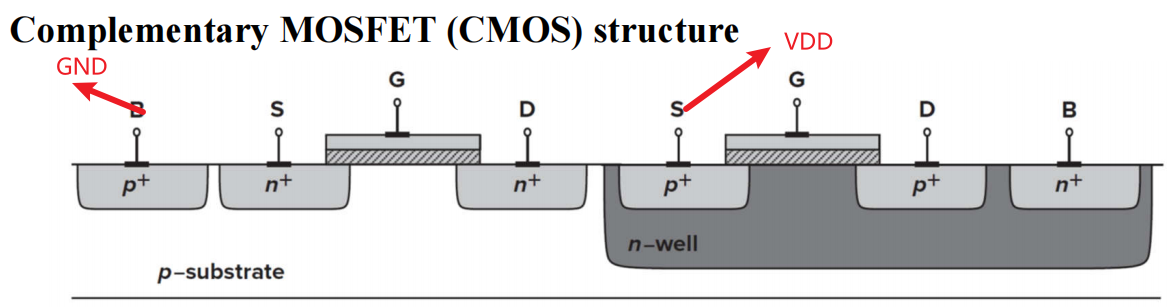 Complementary MOSFET (CMOS) structure
GND
VDD
B S G D S G D B
p+ n+ n+ p+ p+ n+
n–well
p–substrate